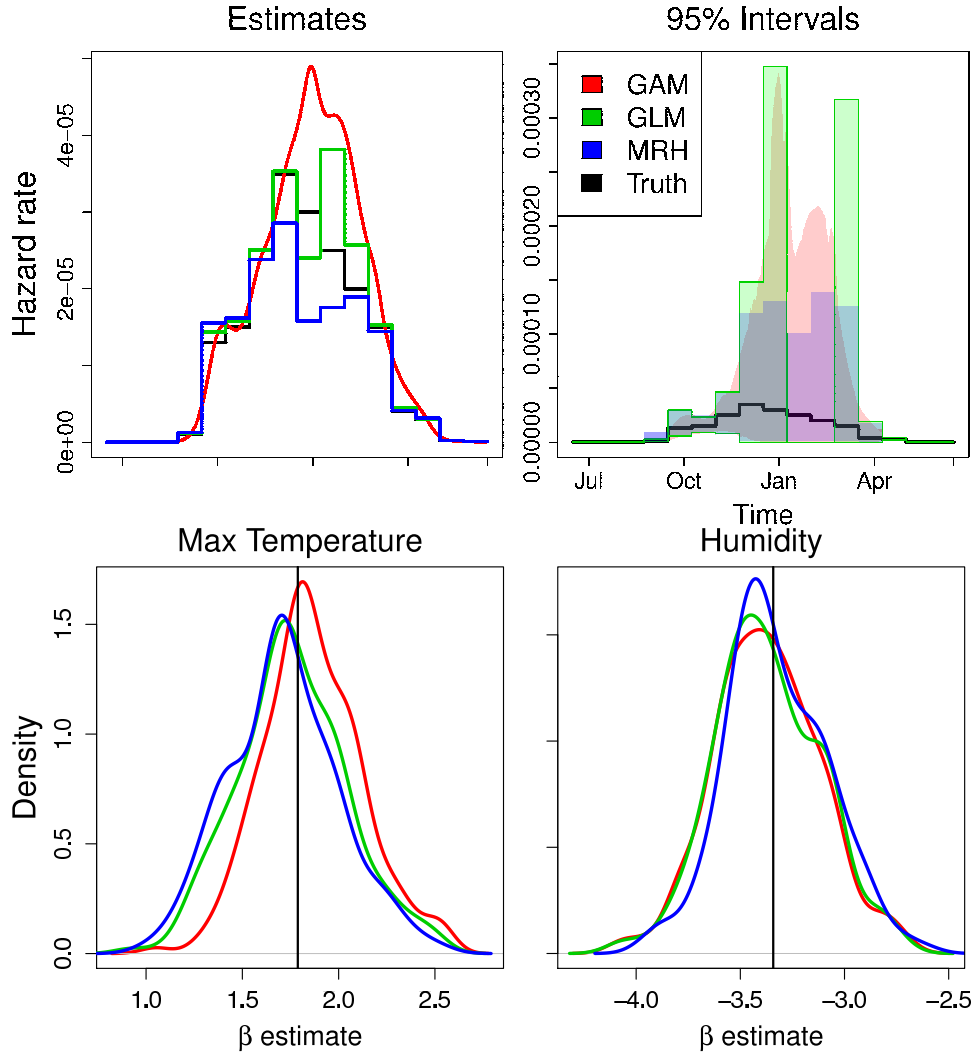 Estimates
Hazard rate
0e+00
2e−05
4e−05
95% Intervals
GAM
GLM
MRH
Truth
0.00000
0.00010
0.00020
0.00030
Jul
Oct
Jan
Apr
Time
Max Temperature
Density
0.0
0.5
1.0
1.5
1.0
1.5
2.0
2.5
β estimate
Humidity
−4.0
−3.5
−3.0
−2.5
β estimate